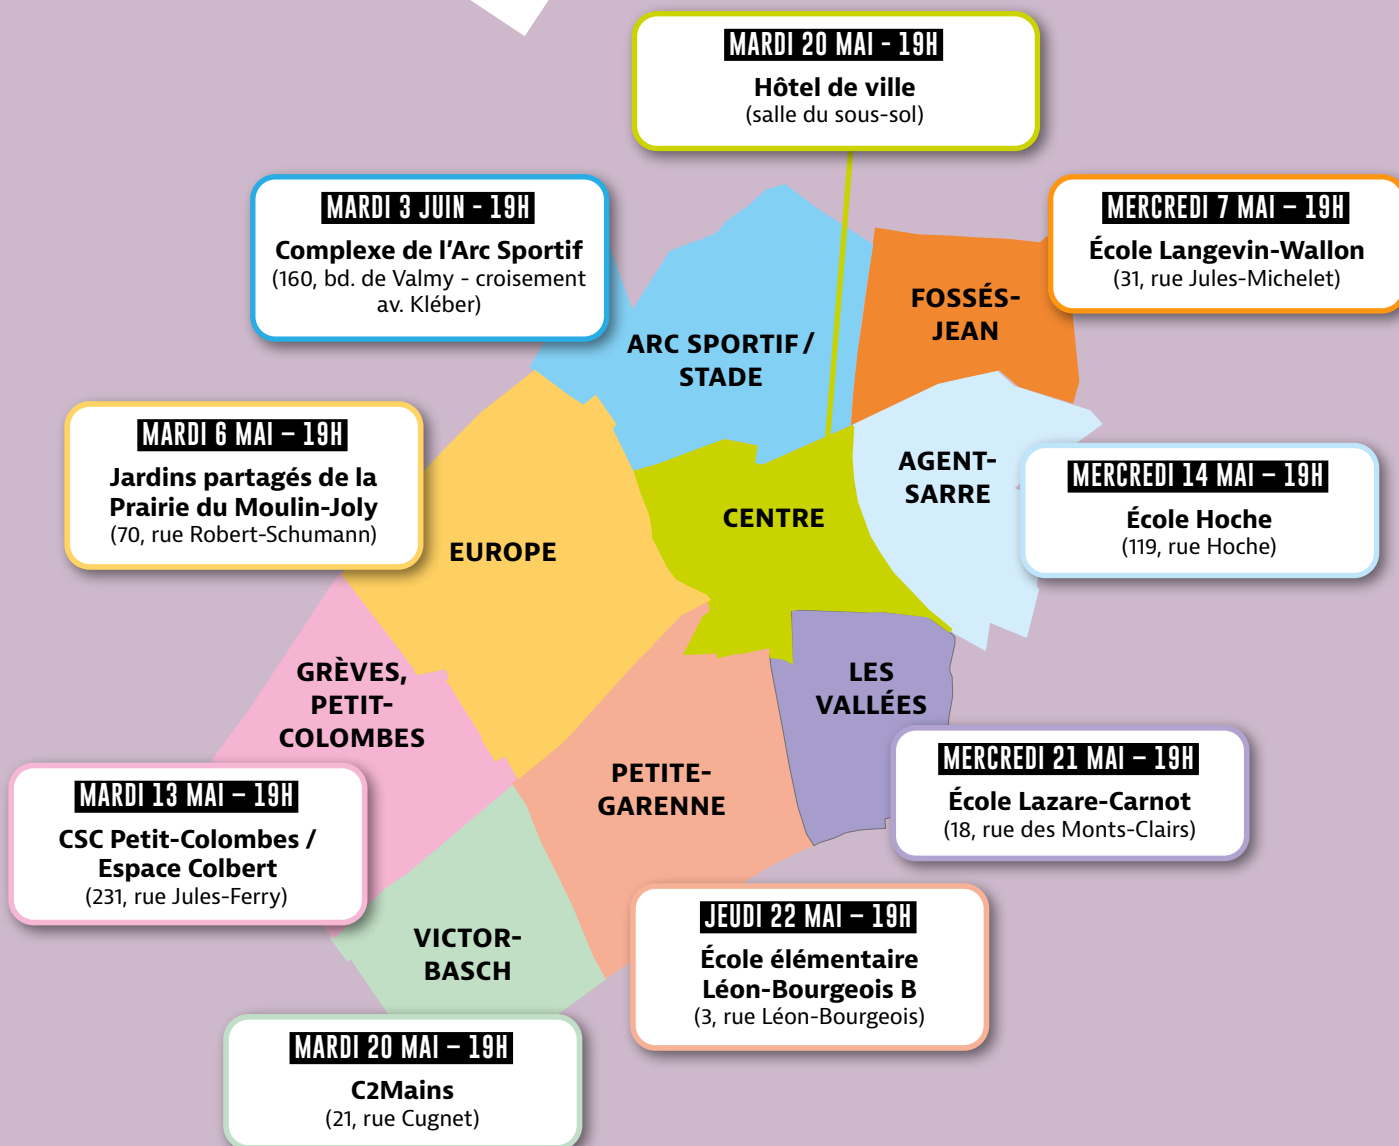 MARDI 20 MAI - 19H
Hôtel de ville
(salle du sous-sol)
MARDI 3 JUIN - 19H
Complexe de l'Arc Sportif
(160, bd. de Valmy - croisement
av. Kléber)
MERCREDI 7 MAI – 19H
École Langevin-Wallon
(31, rue Jules-Michelet)
FOSSÉS-
JEAN
ARC SPORTIF /
STADE
MARDI 6 MAI – 19H
Jardins partagés de la
Prairie du Moulin-Joly
(70, rue Robert-Schumann)
AGENT-
SARRE
MERCREDI 14 MAI – 19H
École Hoche
(119, rue Hoche)
CENTRE
EUROPE
GRÈVES,
PETIT-
COLOMBES
LES
VALLÉES
MERCREDI 21 MAI – 19H
École Lazare-Carnot
(18, rue des Monts-Clairs)
PETITE-
GARENNE
MARDI 13 MAI – 19H
CSC Petit-Colombes /
Espace Colbert
(231, rue Jules-Ferry)
VICTOR-
BASCH
JEUDI 22 MAI – 19H
École élémentaire
Léon-Bourgeois B
(3, rue Léon-Bourgeois)
MARDI 20 MAI – 19H
C2Mains
(21, rue Cugnet)